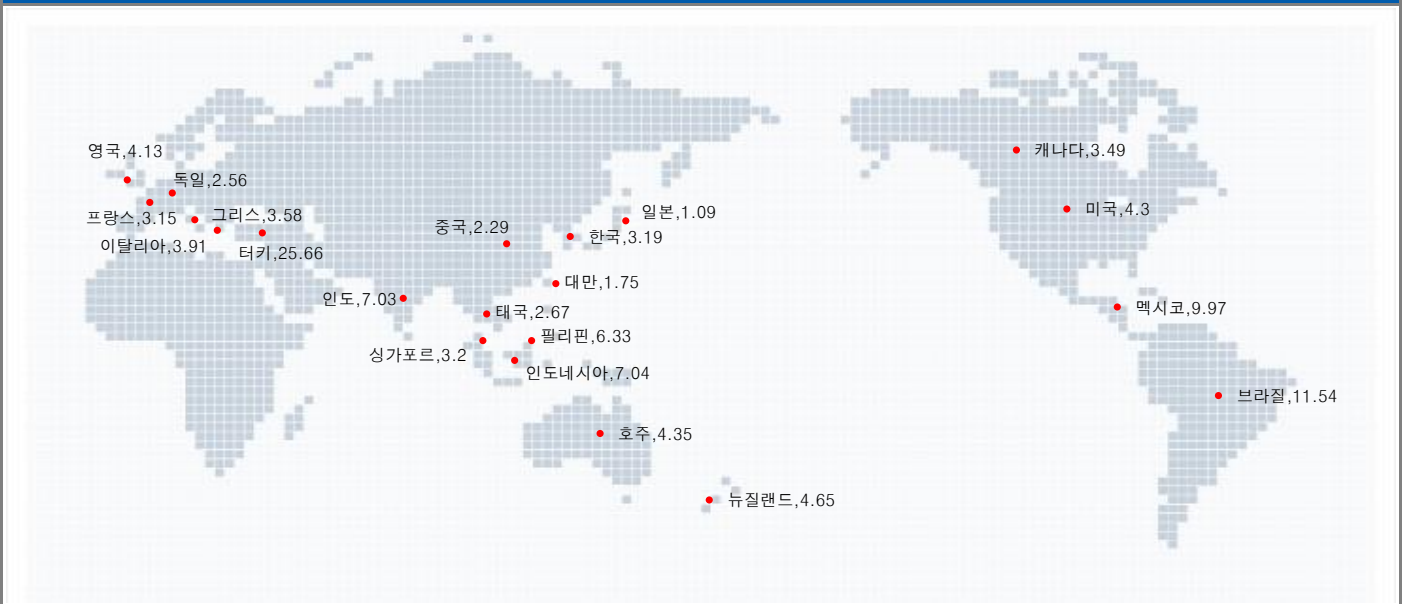 영국,4.13
캐나다,3.49
독일,2.56
미국,4.3
일본,1.09
프랑스,3.15
그리스,3.58
중국,2.29
한국,3.19
이탈리아,3.91
터키,25.66
대만,1.75
인도,7.03
멕시코,9.97
태국,2.67
필리핀,6.33
싱가포르,3.2
인도네시아,7.04
브라질,11.54
호주,4.35
뉴질랜드,4.65